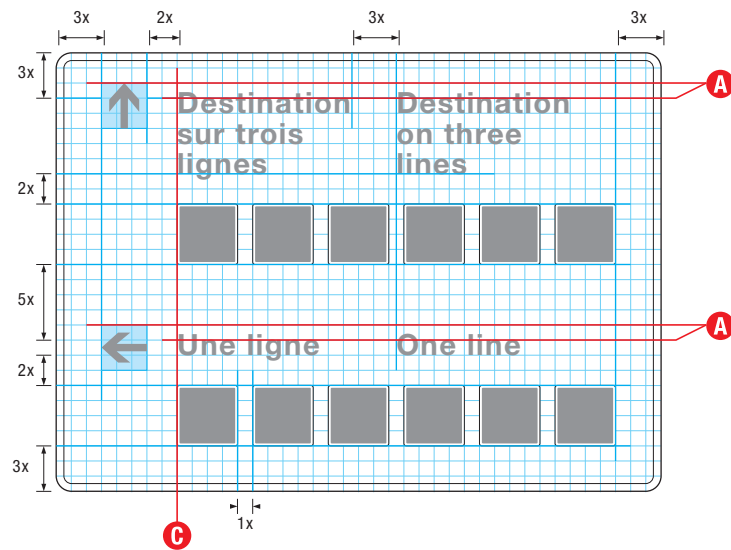 3x 2x 3x 3x
3x
A
Destination Destination
sur trois on three
lignes lines
2x
5x
A
Une ligne One line
2x
3x
1x
C